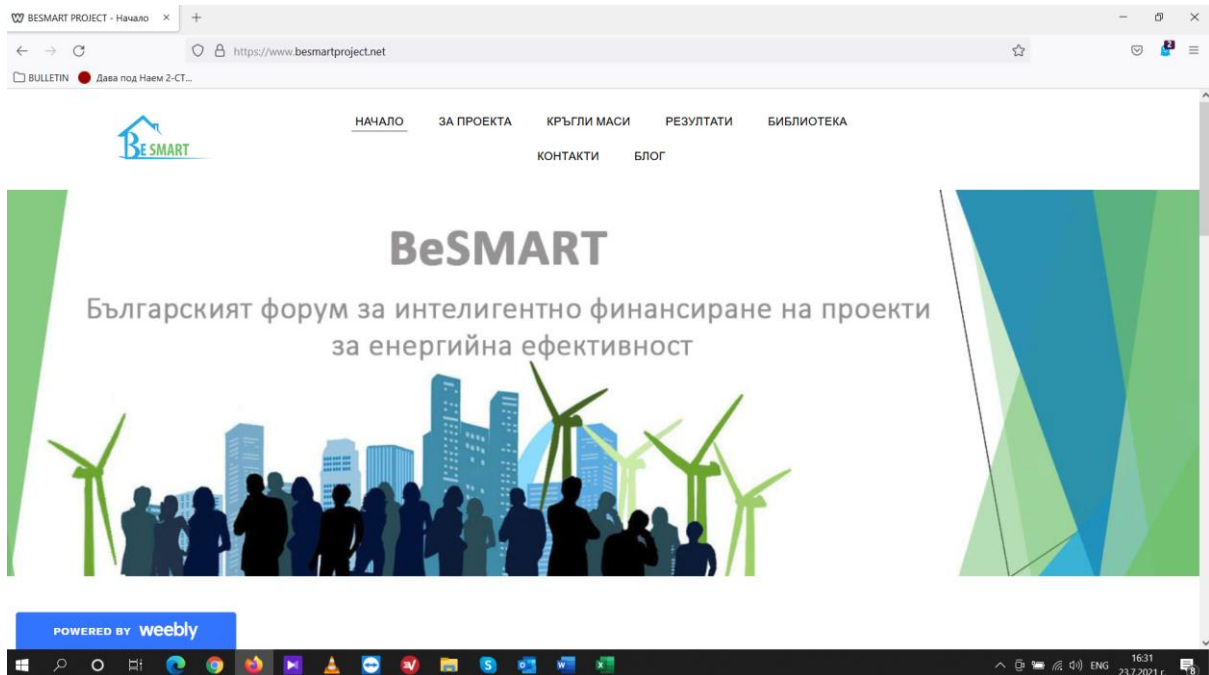 BESMART PROJECT - Начало
https://www.besmartproject.net
BULLETIN Дава под Наем 2-СТ...
BE SMART
НАЧАЛО ЗА ПРОЕКТА КРЪГЛИ МАСИ РЕЗУЛТАТИ БИБЛИОТЕКА
КОНТАКТИ БЛОГ
BeSMART
Българският форум за интелигентно финансиране на проекти
за енергийна ефективност
POWERED BY weebly
ENG
16:31
23.7.2021 г.